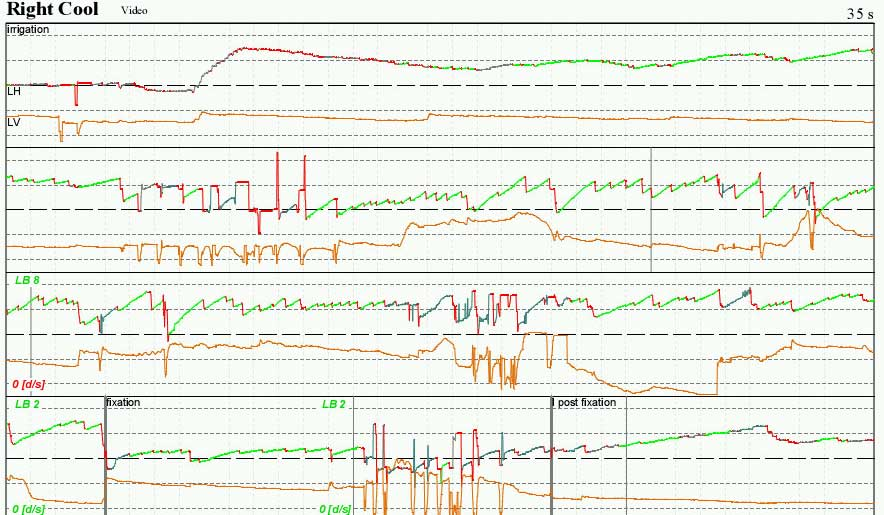 Right Cool Video 35 s
irrigation
LH
LV
LB 8
0 [d/s]
LB 2 fixation LB 2 post fixation
0 [d/s] 0 [d/s]